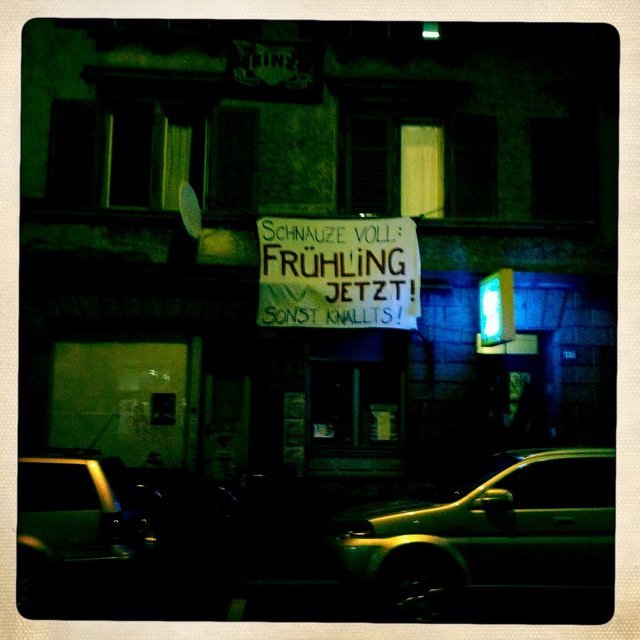 SCHNAUZE VOLL:
FRÜHLING
JETZT!
SONST KNALLTS!